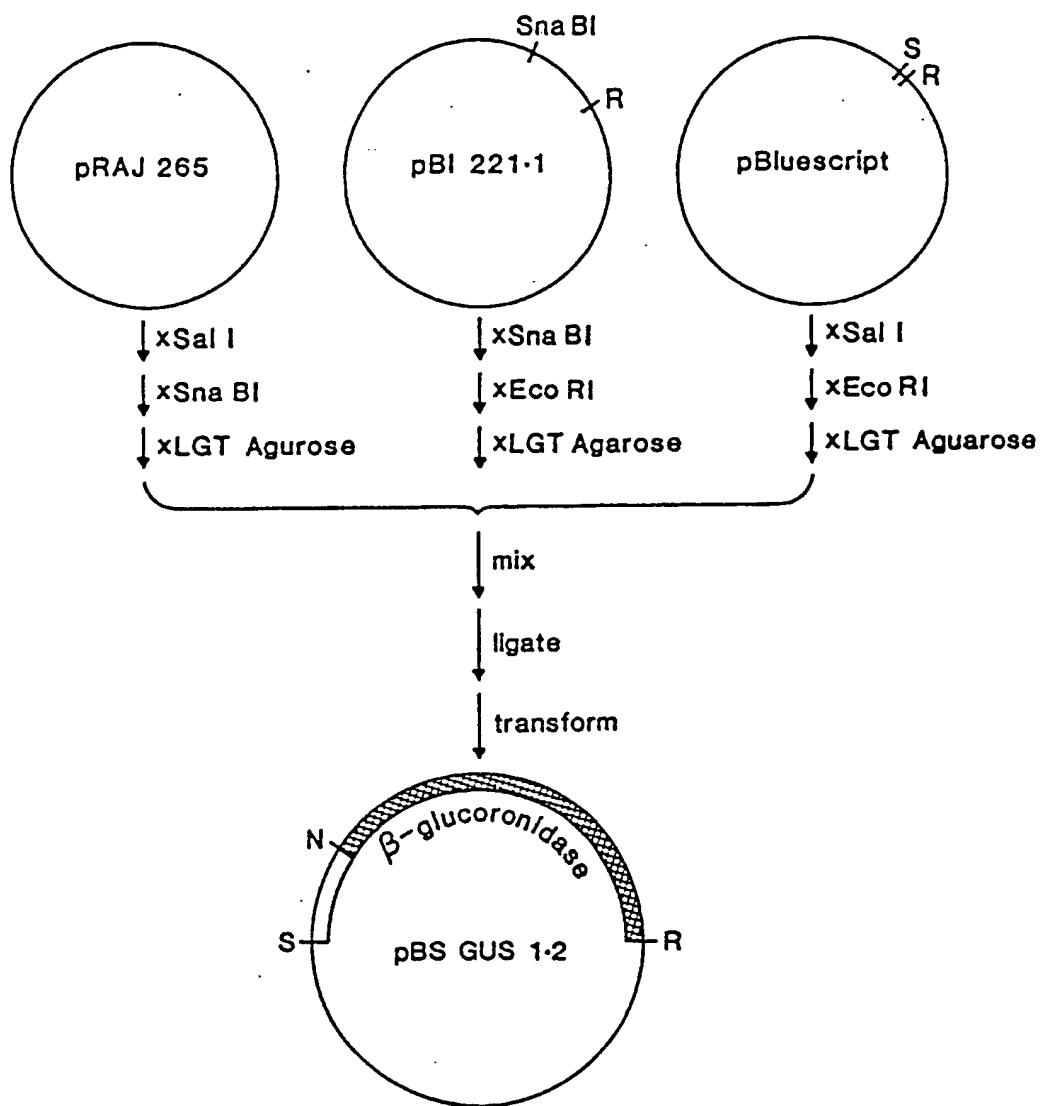 Sna BI
S
R
R
pRAJ 265
pBI 221·1
pBluescript
xSal I
xSna BI
xSal I
xSna BI
xEco RI
xEco RI
xLGT Agurose
xLGT Agarose
xLGT Aguarose
mix
ligate
transform
N
β-glucoronidase
S
R
pBS GUS 1·2